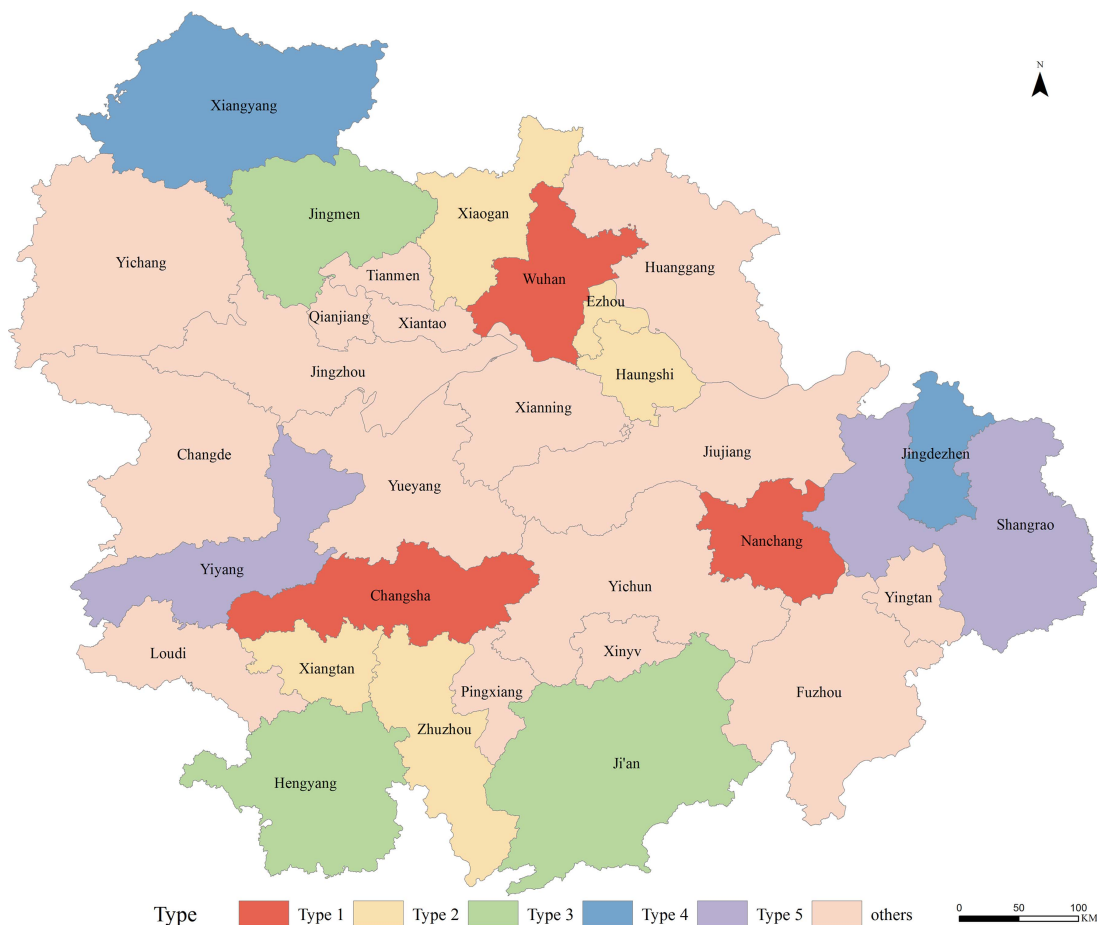 N
Xiangyang
Jingmen
Xiaogan
Yichang
Tianmen
Wuhan
Huanggang
Ezhou
Qianjiang
Xiantao
Jingzhou
Haungshi
Xianning
Changde
Jiujiang
Jingdezhen
Yueyang
Shangrao
Nanchang
Yiyang
Yichun
Changsha
Yingtan
Loudi
Xinyv
Xiangtan
Pingxiang
Fuzhou
Zhuzhou
Ji'an
Hengyang
Type Type 1 Type 2 Type 3 Type 4 Type 5 others
0 50 100
KM